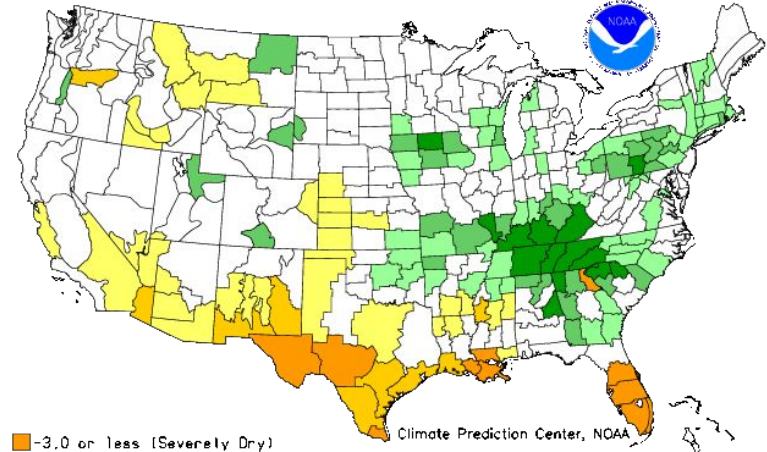 NOAA
-3.0 or less (Severely Dry)
Climate Prediction Center, NOAA